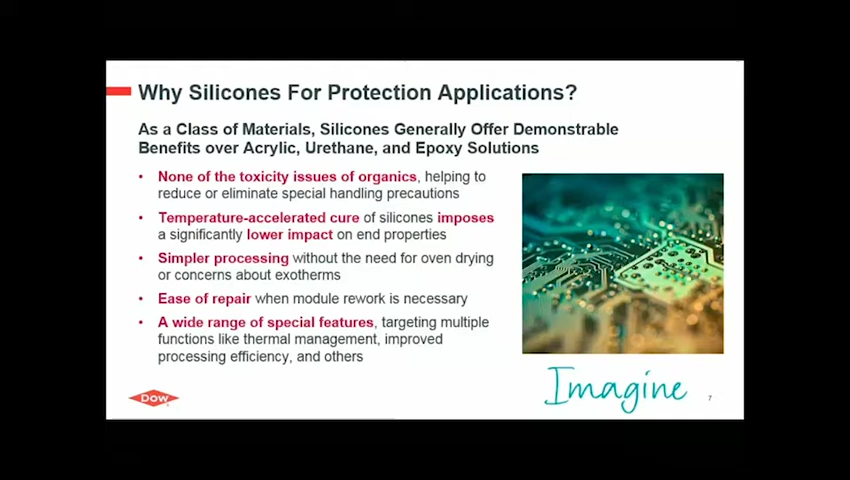 Why Silicones For Protection Applications?
As a Class of Materials, Silicones Generally Offer Demonstrable
Benefits over Acrylic, Urethane, and Epoxy Solutions
• None of the toxicity issues of organics, helping to
reduce or eliminate special handling precautions
• Temperature-accelerated cure of silicones imposes
a significantly lower impact on end properties
• Simpler processing without the need for oven drying
or concerns about exotherms
• Ease of repair when module rework is necessary
• A wide range of special features, targeting multiple
functions like thermal management, improved
processing efficiency, and others
Dow
Imagine
7